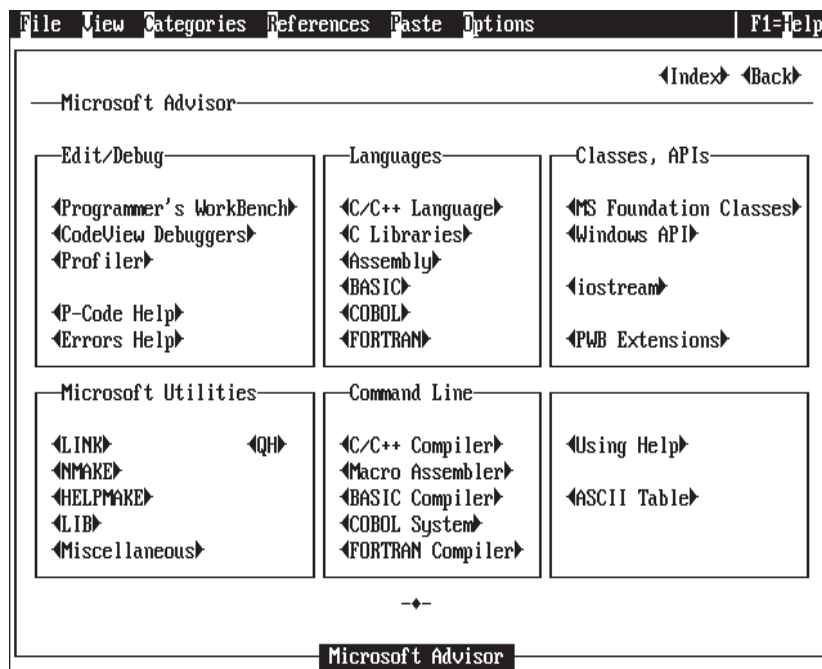 File View Categories References Paste Options F1=Help
◄Index► ◄Back►
Microsoft Advisor
Edit/Debug
◄Programmer's WorkBench►
◄CodeView Debuggers►
◄Profiler►
◄P-Code Help►
◄Errors Help►
Languages
◄C/C++ Language►
◄C Libraries►
◄Assembly►
◄BASIC►
◄COBOL►
◄FORTRAN►
Classes, APIs
◄MS Foundation Classes►
◄Windows API►
◄iostream►
◄PWB Extensions►
Microsoft Utilities
◄LINK► ◄QH►
◄NMAKE►
◄HELPMAKE►
◄LIB►
◄Miscellaneous►
Command Line
◄C/C++ Compiler►
◄Macro Assembler►
◄BASIC Compiler►
◄COBOL System►
◄FORTRAN Compiler►
◄Using Help►
◄ASCII Table►
Microsoft Advisor